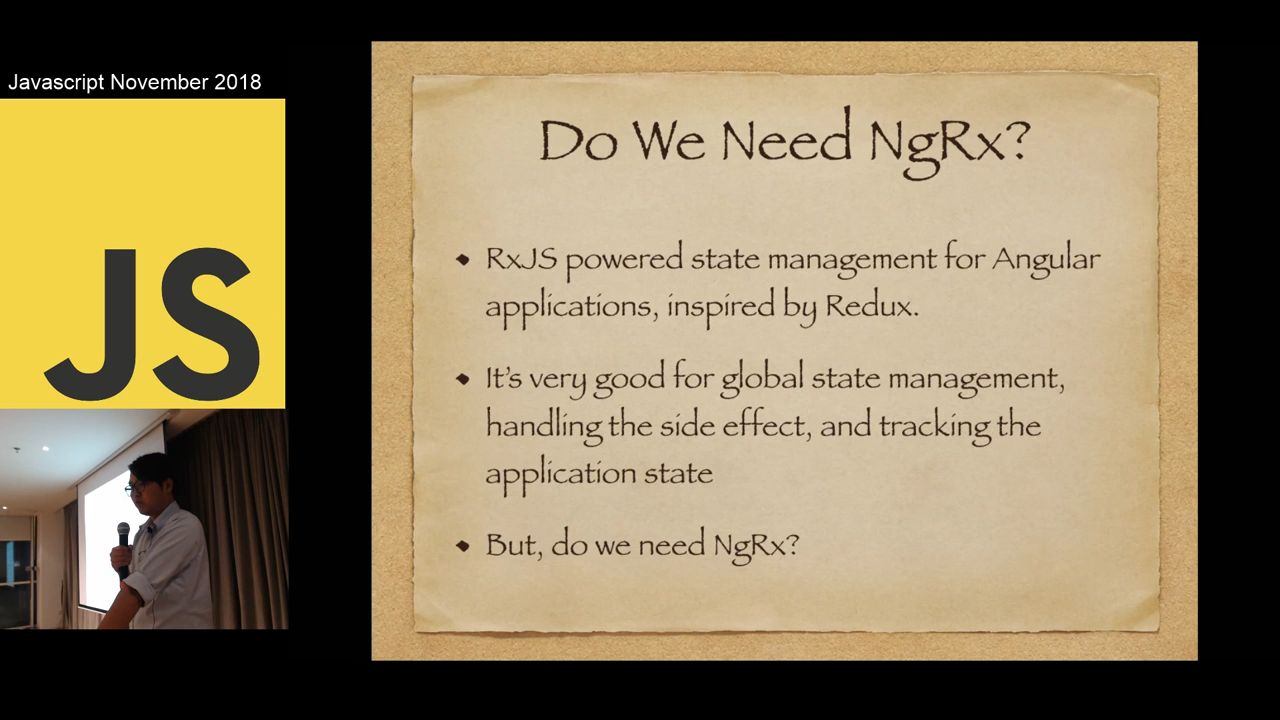 Javascript November 2018
JS
Do We Need NgRx?
• RxJS powered state management for Angular
applications, inspired by Redux.
• It's very good for global state management,
handling the side effect, and tracking the
application state
• But, do we need NgRx?